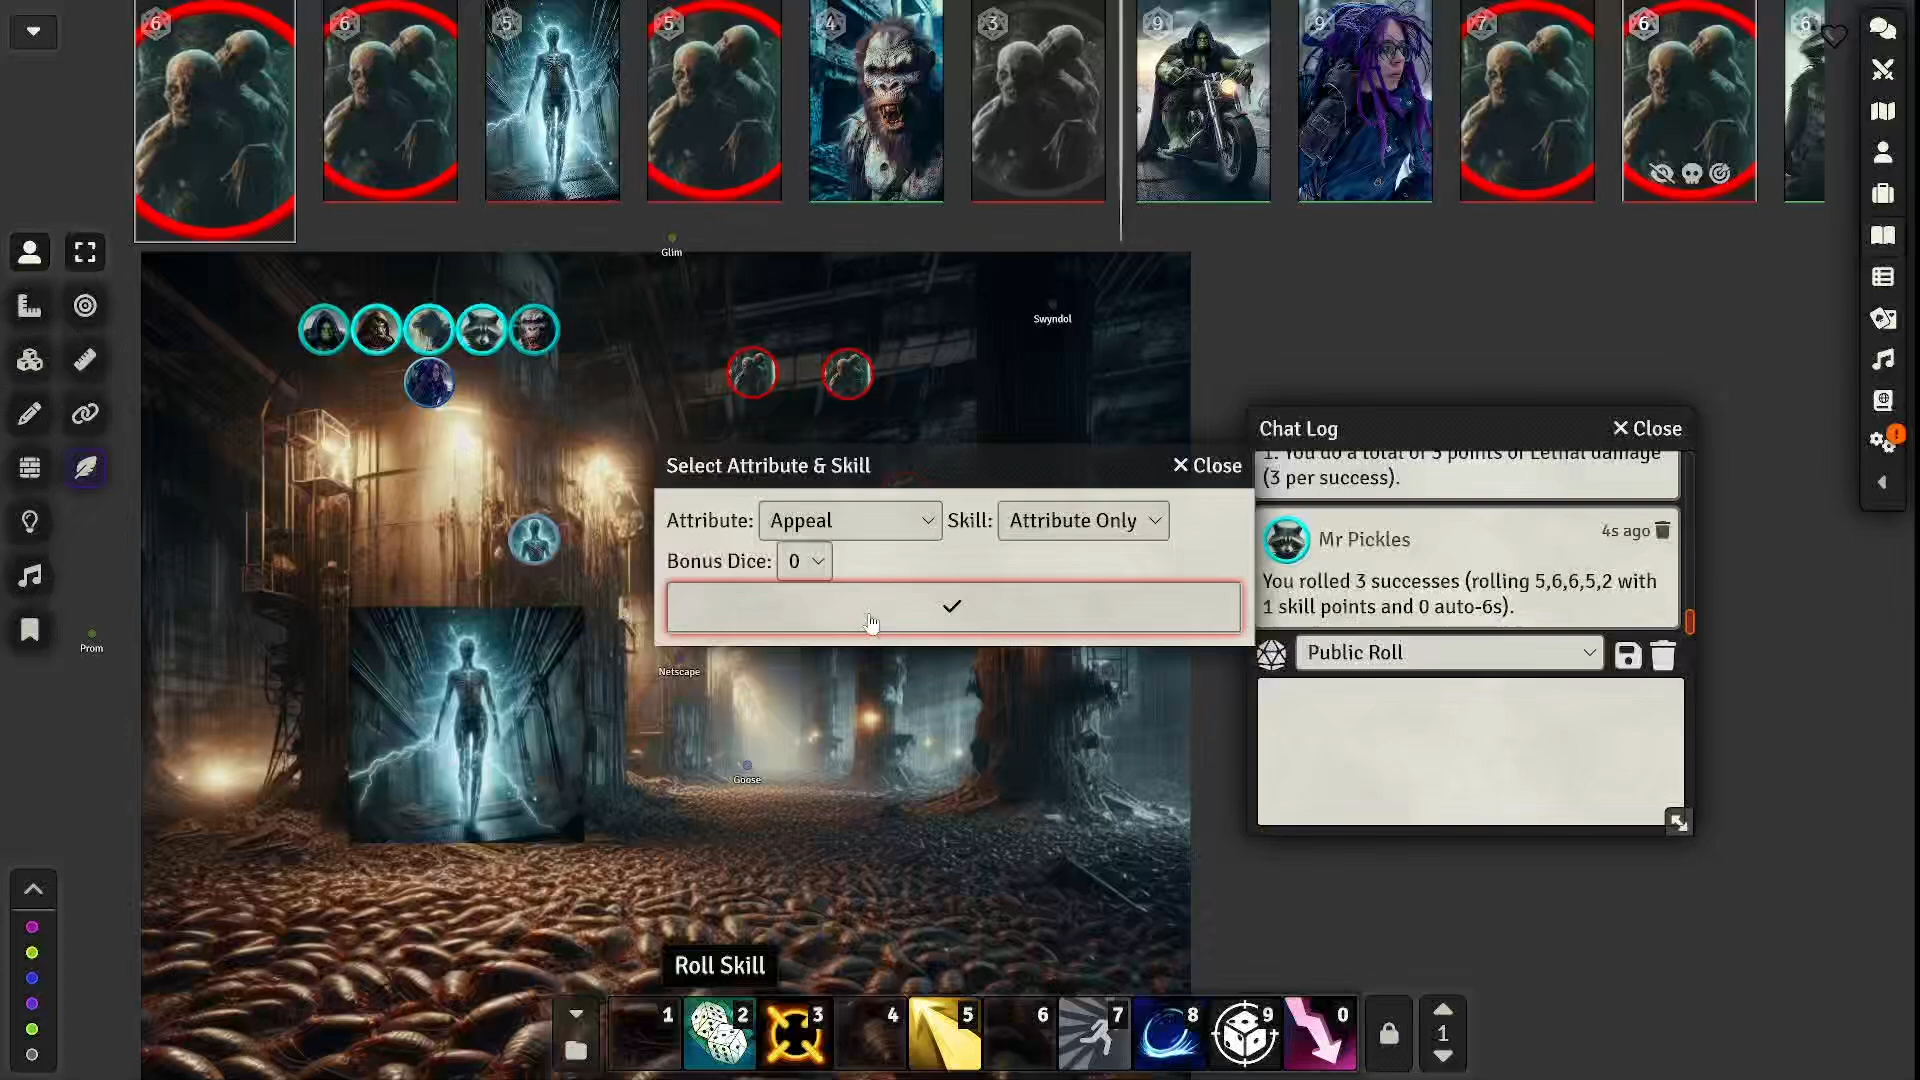 6
6
5
5
4
3
9
9
7
6
6
Glim
Swyndol
Chat Log
Close
(3 per success).
Select Attribute & Skill
Close
Attribute: Appeal Skill: Attribute Only
Bonus Dice: 0
Mr Pickles
4s ago
You rolled 3 successes (rolling 5,6,6,5,2 with
1 skill points and 0 auto-6s).
Public Roll
Prom
Netscape
Goose
Roll Skill
1 2 3 4 5 6 7 8 9 0
1